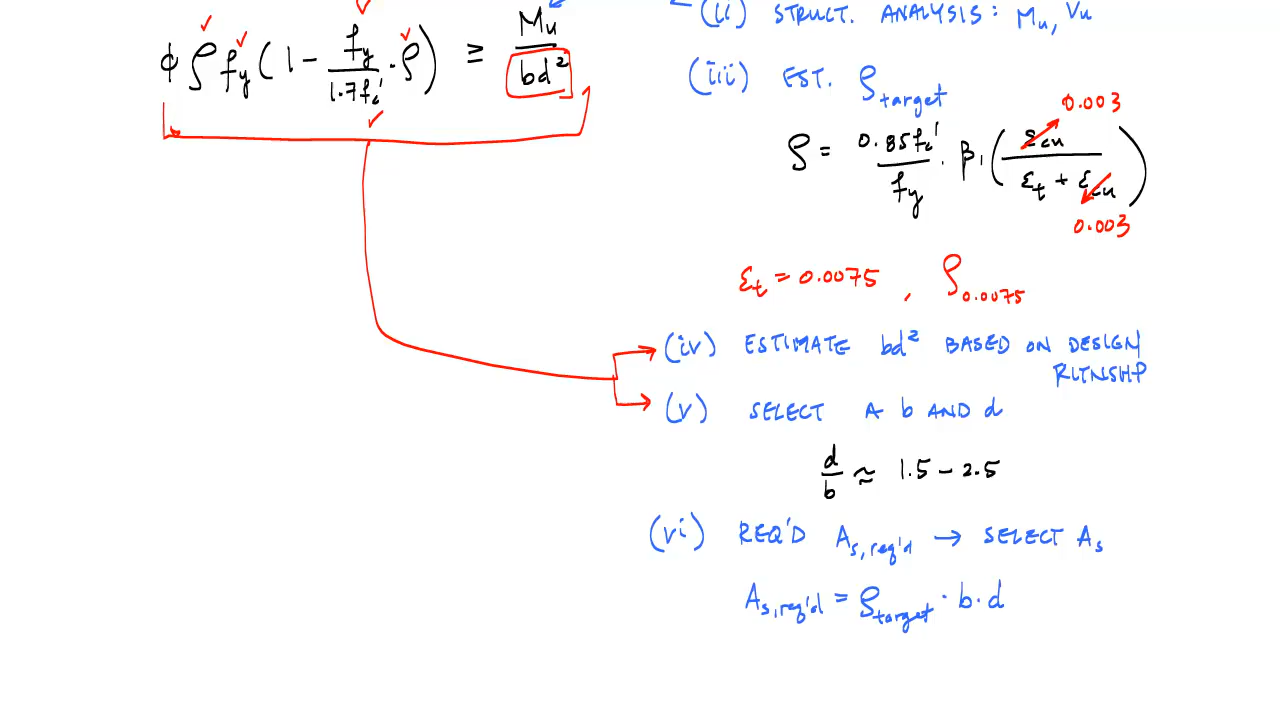 ϕ ρ fy ( 1 - fy / 1.7fc' · ρ ) ≥ Mu / bd²
(ii) STRUCT. ANALYSIS: Mu, Vu
(iii) EST. ρtarget
0.003
ρ = 0.85fc' / fy · β1 ( εcu / εt + εcu )
0.003
εt = 0.0075 , ρ0.0075
(iv) ESTIMATE bd² BASED ON DESIGN
RLTNSHP
(v) SELECT A b AND d
d / b ≈ 1.5 - 2.5
(vi) REQ'D As,req'd → SELECT As
As,req'd = ρtarget · b · d